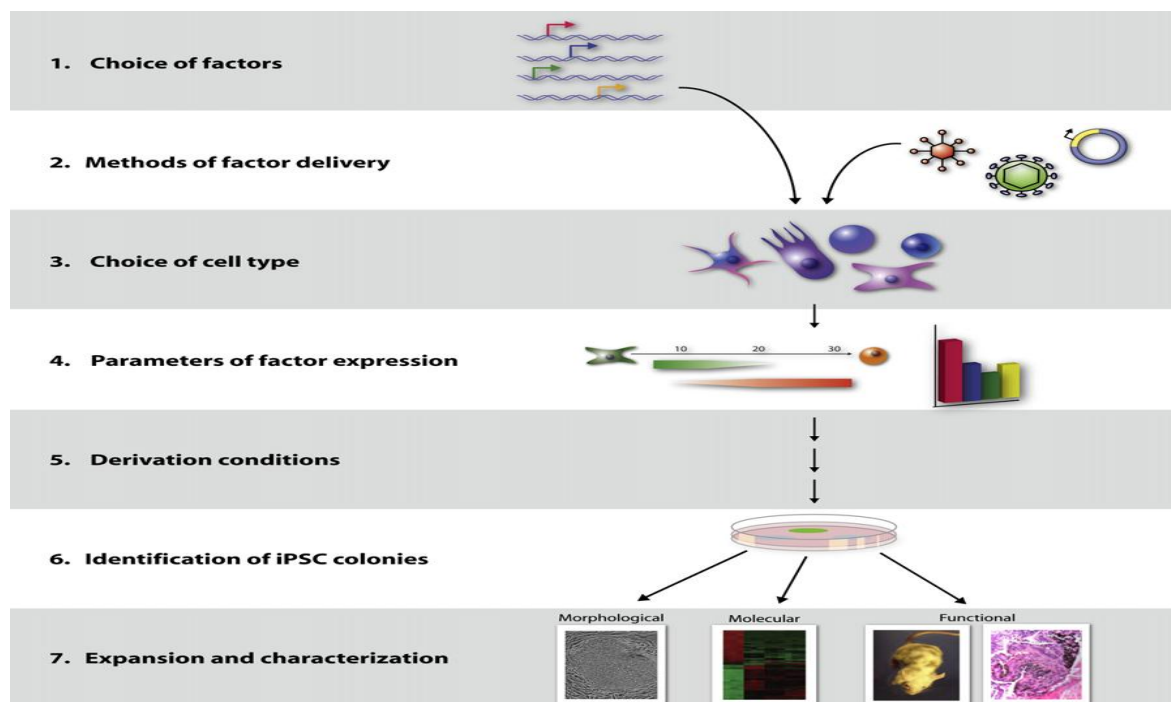 1. Choice of factors
2. Methods of factor delivery
3. Choice of cell type
4. Parameters of factor expression
10 20 30
5. Derivation conditions
6. Identification of iPSC colonies
Morphological Molecular Functional
7. Expansion and characterization